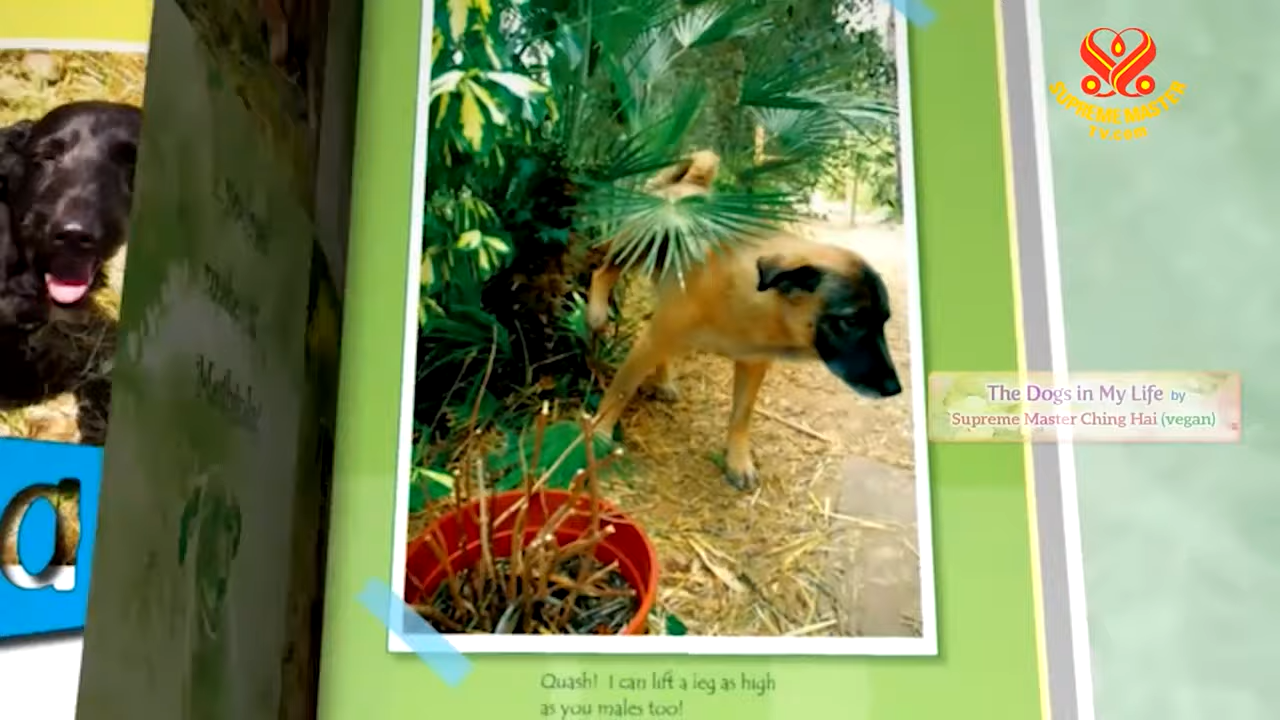 SUPREME MASTER
TV.com
The Dogs in My Life by
Supreme Master Ching Hai (vegan)
a
Quash! I can lift a leg as high
as you males too!